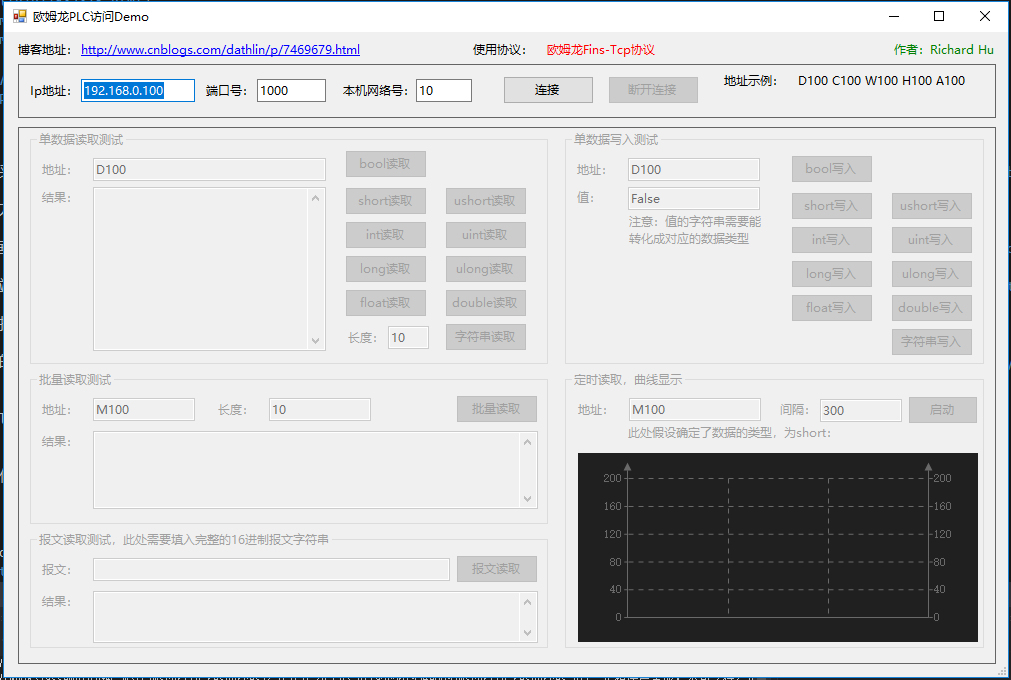 欧姆龙PLC访问Demo
博客地址： http://www.cnblogs.com/dathlin/p/7469679.html 使用协议： 欧姆龙Fins-Tcp协议 作者：Richard Hu
Ip地址： 192.168.0.100 端口号： 1000 本机网络号： 10 连接 断开连接 地址示例： D100 C100 W100 H100 A100
单数据读取测试
地址： D100 bool读取
结果： short读取 ushort读取
int读取 uint读取
long读取 ulong读取
float读取 double读取
长度： 10 字符串读取
单数据写入测试
地址： D100 bool写入
值： False short写入 ushort写入
注意：值的字符串需要能
转化成对应的数据类型
int写入 uint写入
long写入 ulong写入
float写入 double写入
字符串写入
批量读取测试
地址： M100 长度： 10 批量读取
结果：
定时读取，曲线显示
地址： M100 间隔： 300 启动
此处假设确定了数据的类型，为short：
200 200
160 160
120 120
80 80
40 40
0 0
报文读取测试，此处需要填入完整的16进制报文字符串
报文： 报文读取
结果：